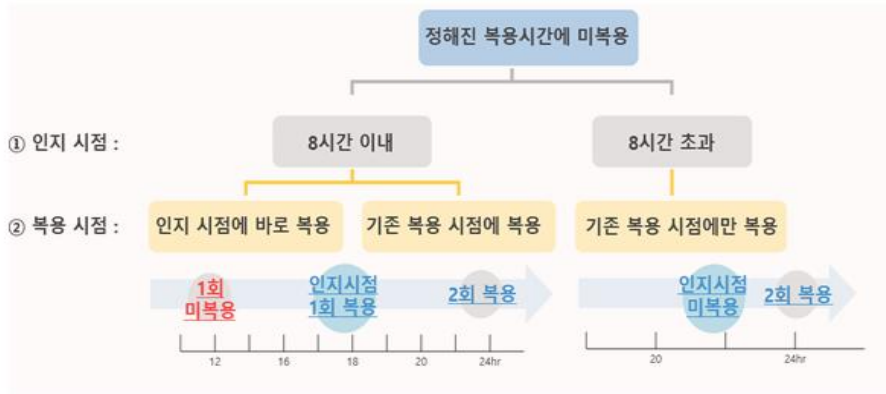 정해진 복용시간에 미복용
① 인지 시점 : 8시간 이내 8시간 초과
② 복용 시점 : 인지 시점에 바로 복용 기존 복용 시점에 복용 기존 복용 시점에만 복용
1회
미복용
인지시점
1회 복용
2회 복용
인지시점
미복용
2회 복용
12 16 18 20 24hr
20 24hr